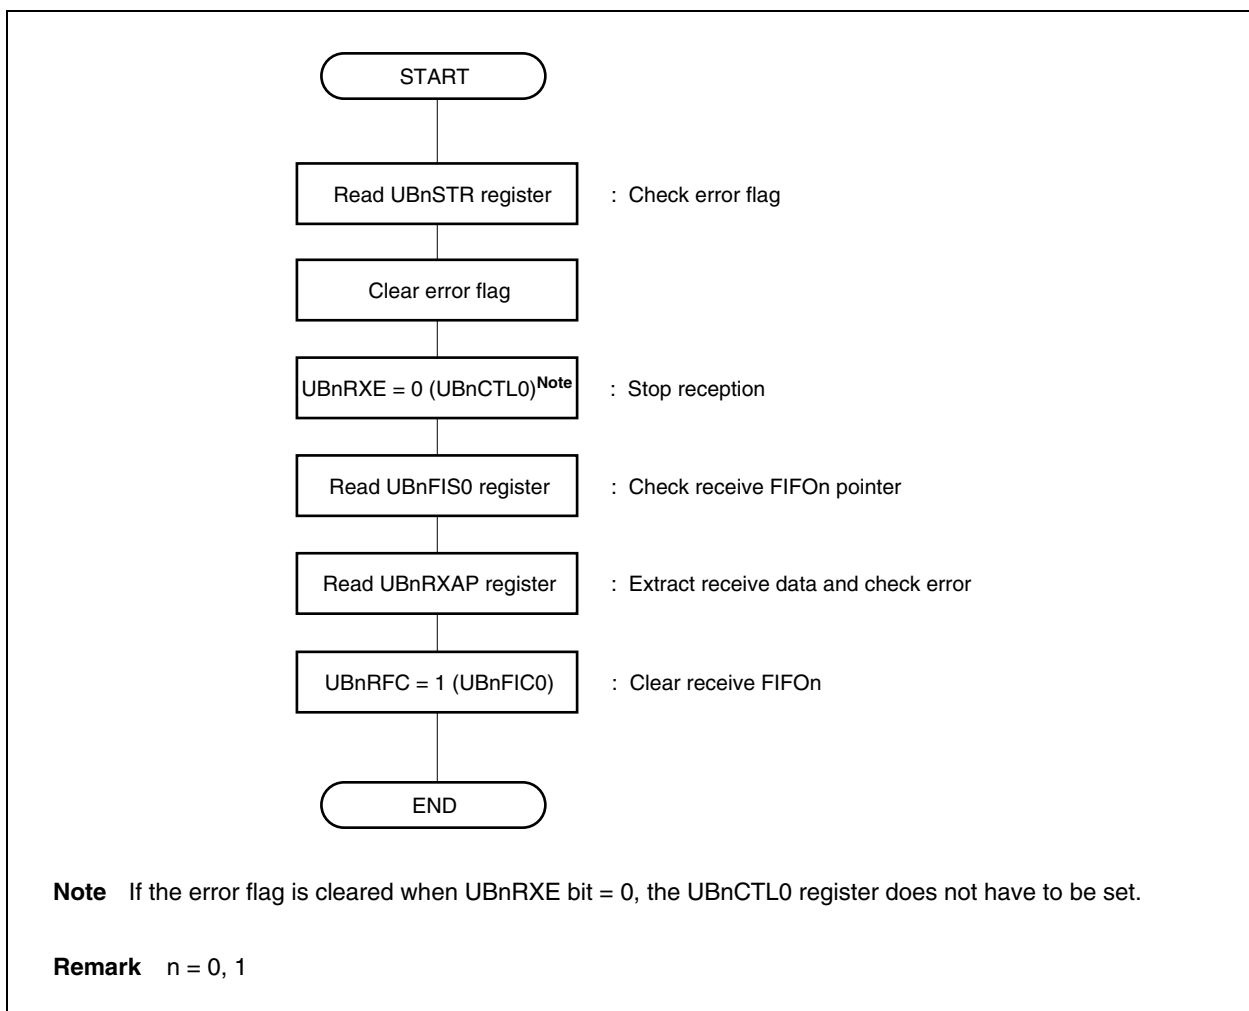 START
Read UBnSTR register : Check error flag
Clear error flag
UBnRXE = 0 (UBnCTL0)Note : Stop reception
Read UBnFIS0 register : Check receive FIFOn pointer
Read UBnRXAP register : Extract receive data and check error
UBnRFC = 1 (UBnFIC0) : Clear receive FIFOn
END
Note If the error flag is cleared when UBnRXE bit = 0, the UBnCTL0 register does not have to be set.
Remark n = 0, 1